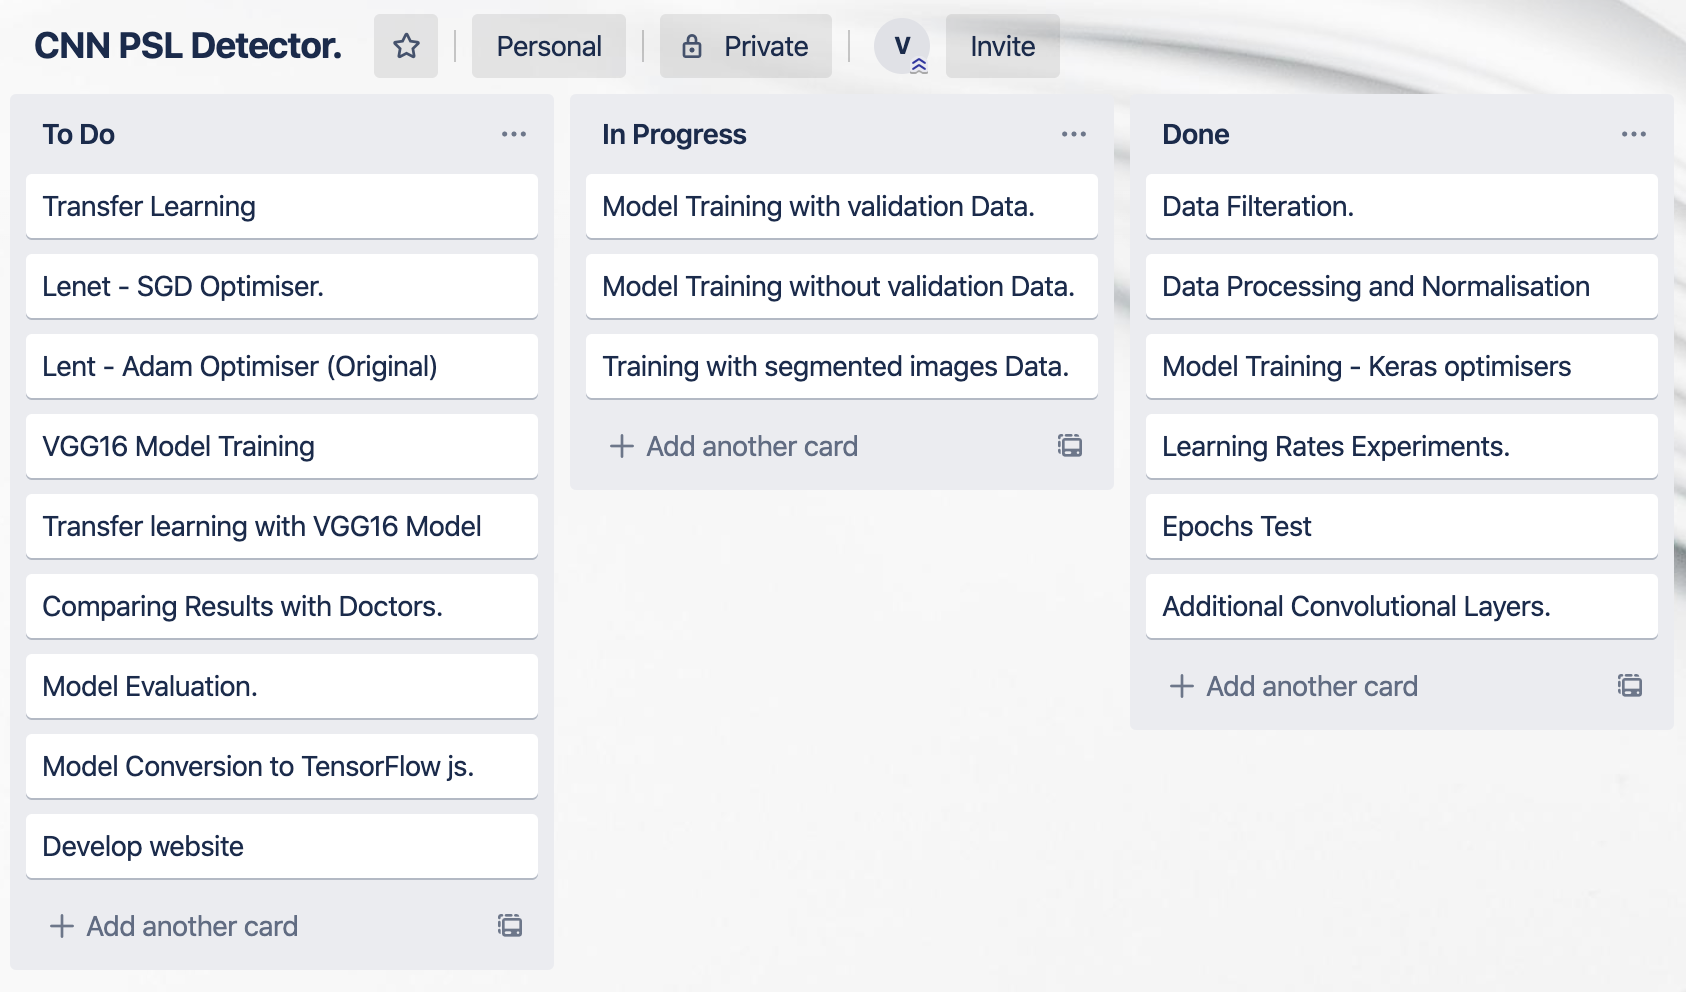 CNN PSL Detector.
Personal
Private
V
Invite
To Do
Transfer Learning
Lenet - SGD Optimiser.
Lent - Adam Optimiser (Original)
VGG16 Model Training
Transfer learning with VGG16 Model
Comparing Results with Doctors.
Model Evaluation.
Model Conversion to TensorFlow js.
Develop website
Add another card
In Progress
Model Training with validation Data.
Model Training without validation Data.
Training with segmented images Data.
Add another card
Done
Data Filteration.
Data Processing and Normalisation
Model Training - Keras optimisers
Learning Rates Experiments.
Epochs Test
Additional Convolutional Layers.
Add another card